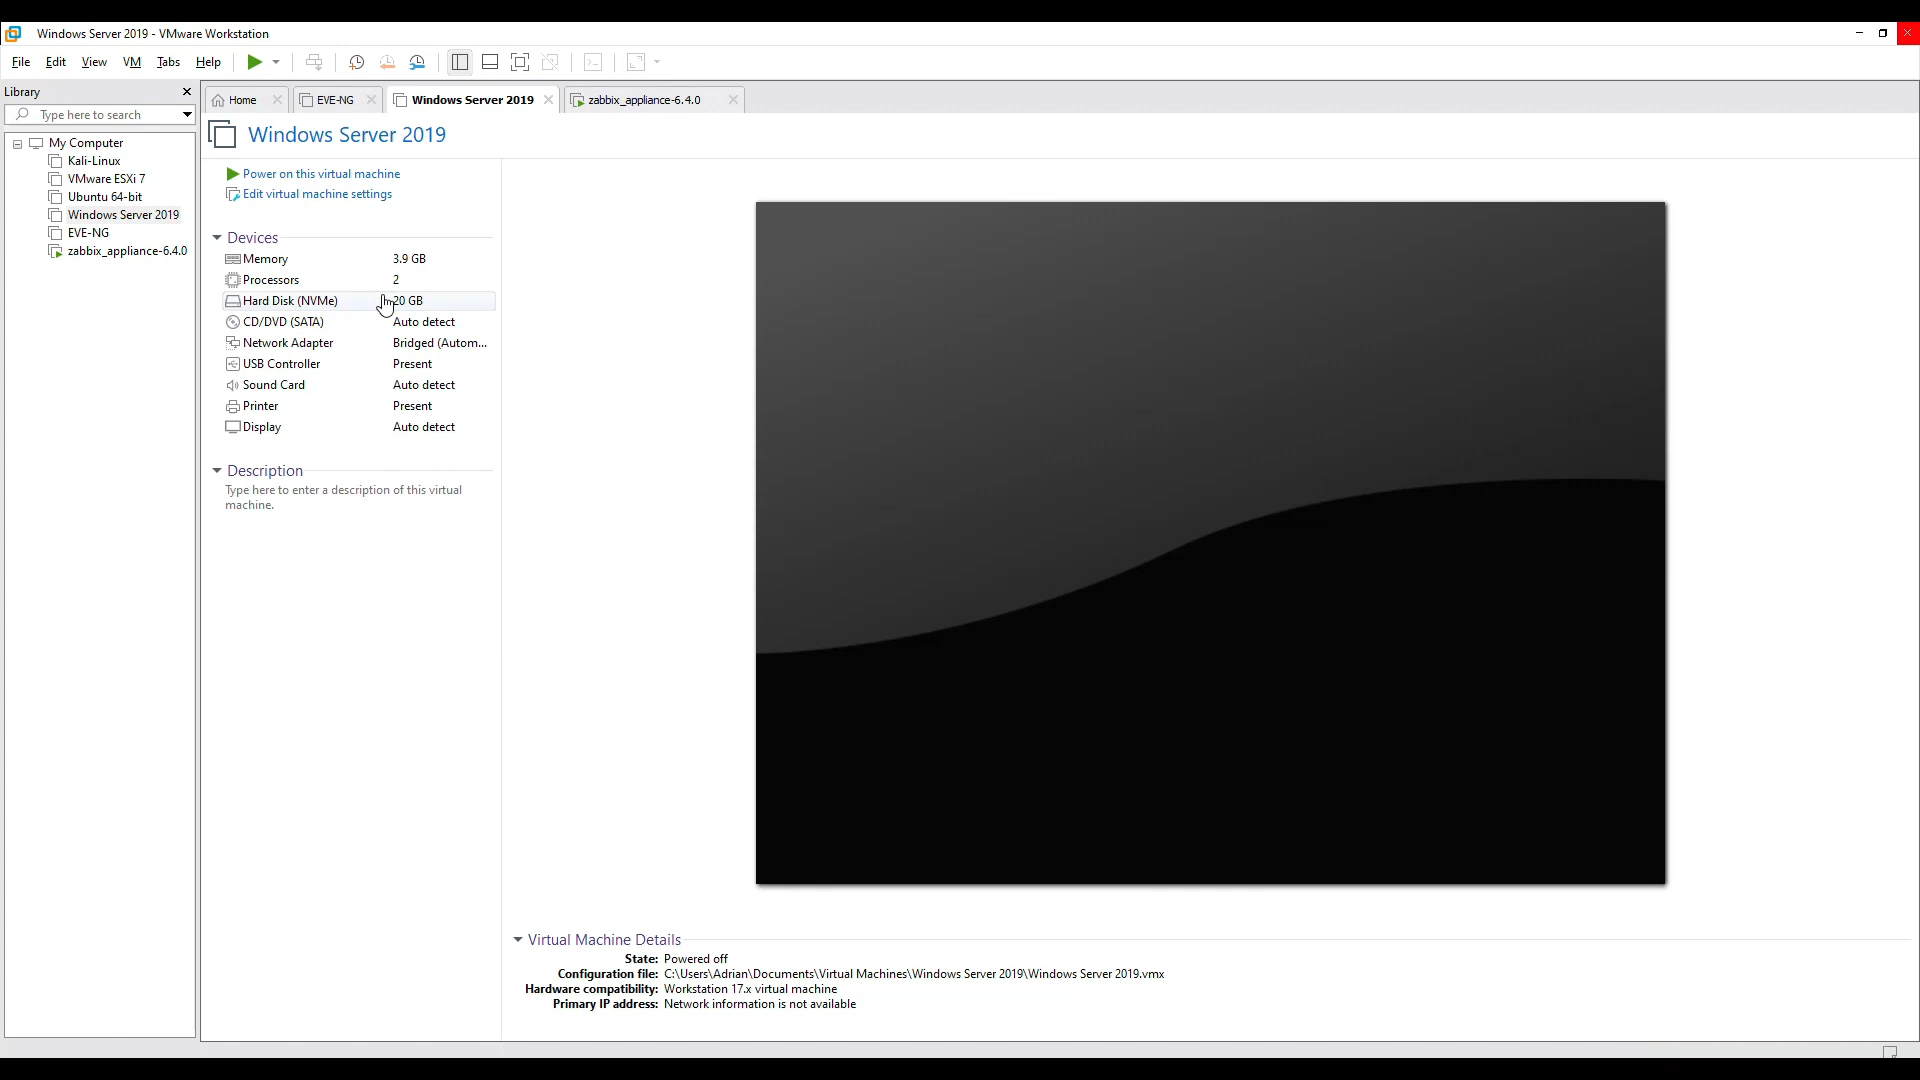 Windows Server 2019 - VMware Workstation
File Edit View VM Tabs Help
Library
Type here to search
My Computer
Kali-Linux
VMware ESXi 7
Ubuntu 64-bit
Windows Server 2019
EVE-NG
zabbix_appliance-6.4.0
Home EVE-NG Windows Server 2019 zabbix_appliance-6.4.0
Windows Server 2019
Power on this virtual machine
Edit virtual machine settings
Devices
Memory 3.9 GB
Processors 2
Hard Disk (NVMe) 20 GB
CD/DVD (SATA) Auto detect
Network Adapter Bridged (Autom...
USB Controller Present
Sound Card Auto detect
Printer Present
Display Auto detect
Description
Type here to enter a description of this virtual
machine.
Virtual Machine Details
State: Powered off
Configuration file: C:\Users\Adrian\Documents\Virtual Machines\Windows Server 2019\Windows Server 2019.vmx
Hardware compatibility: Workstation 17.x virtual machine
Primary IP address: Network information is not available